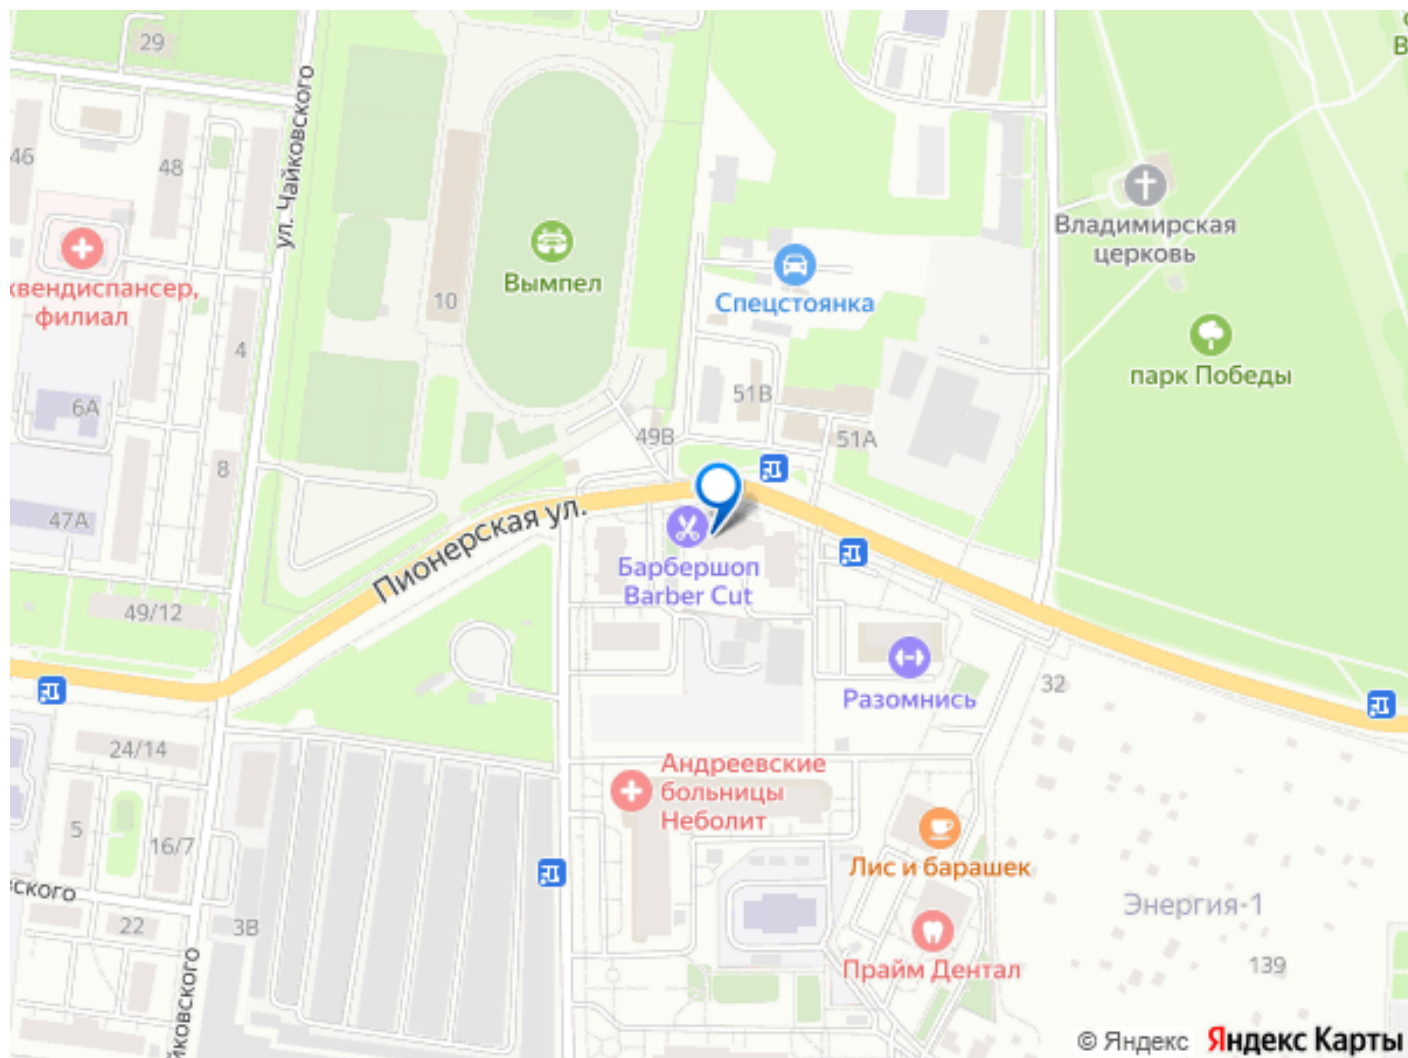 29
ул. Чайковского
В
46
48
Владимирская
церковь
Вымпел
квендиспансер,
филиал
10
Спецстоянка
4
парк Победы
51В
6А
49В
51А
8
47А
Пионерская ул.
Барбершоп
Barber Cut
49/12
Разомнись
32
24/14
Андреевские
больницы
Неболит
5
16/7
Лис и барашек
ского
22
3В
Энергия-1
Прайм Дентал
139
йковского
© Яндекс Яндекс Карты